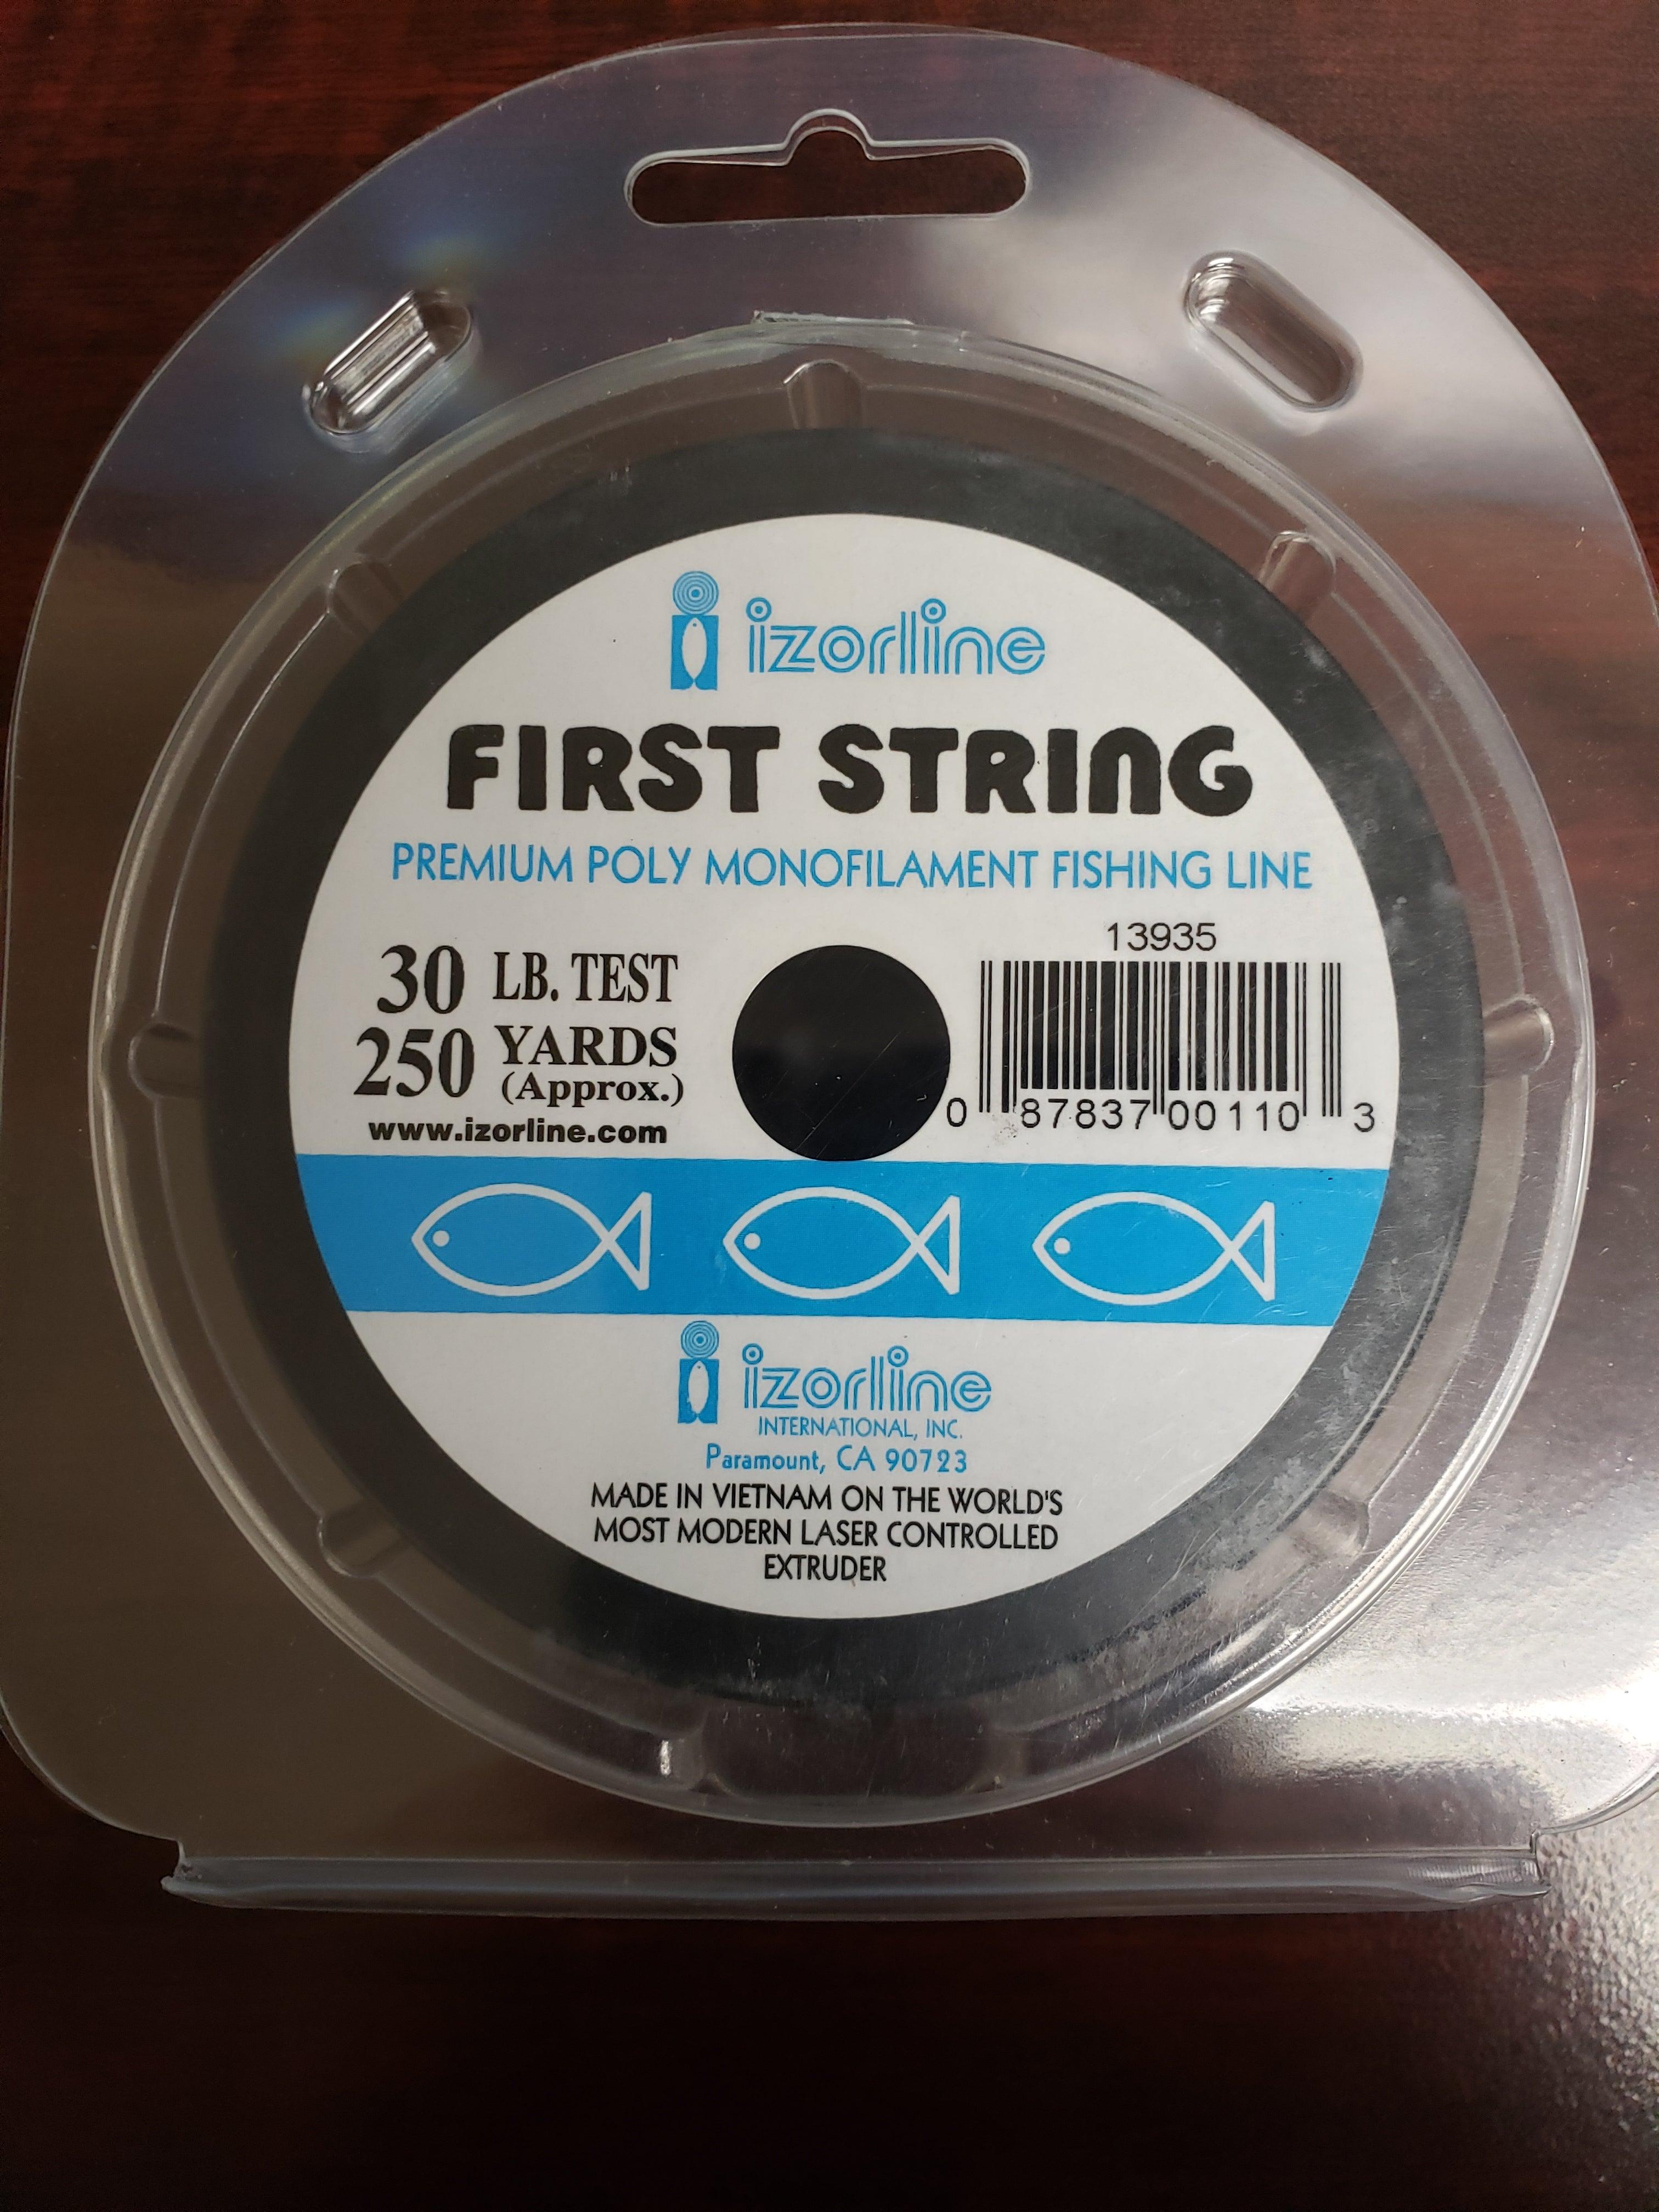 izorline
FIRST STRING
PREMIUM POLY MONOFILAMENT FISHING LINE
30 LB. TEST
250 YARDS
(Approx.)
www.izorline.com
13935
0 87837 00110 3
izorline
INTERNATIONAL, INC.
Paramount, CA 90723
MADE IN VIETNAM ON THE WORLD'S
MOST MODERN LASER CONTROLLED
EXTRUDER